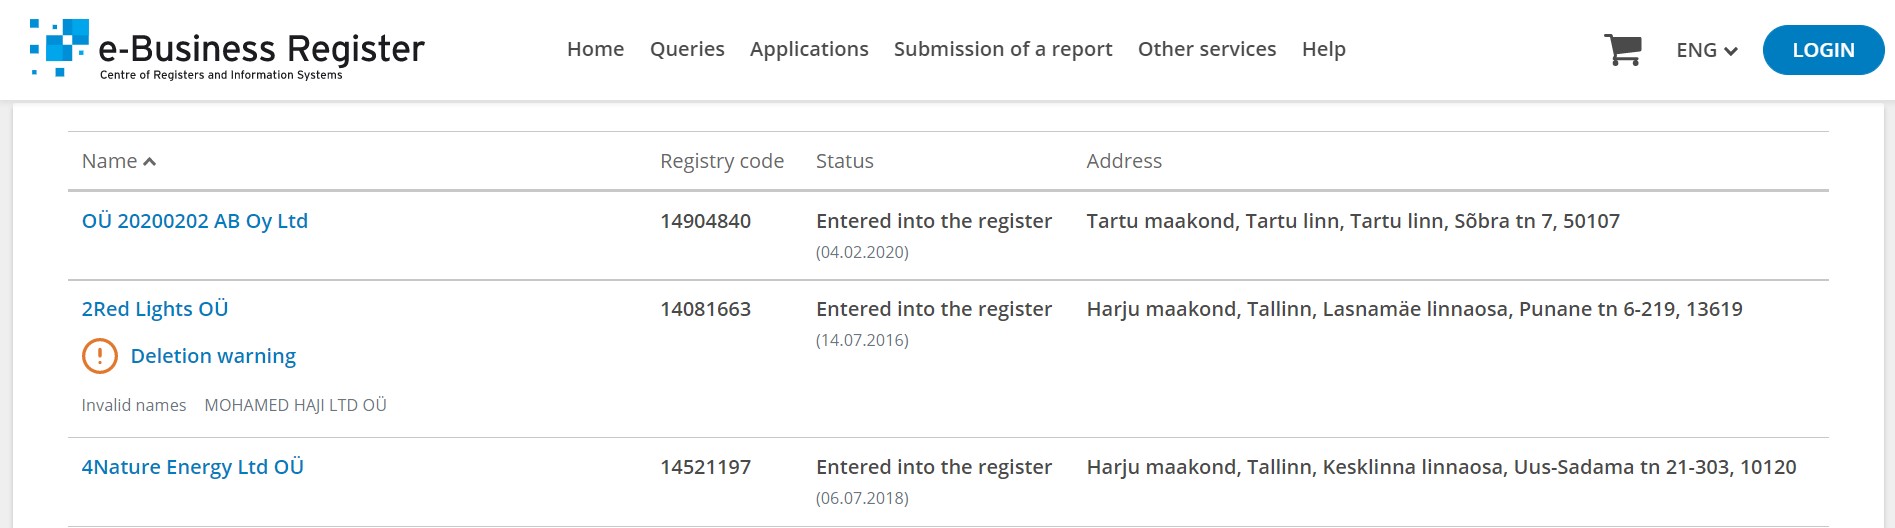 e-Business Register
Centre of Registers and Information Systems
Home Queries Applications Submission of a report Other services Help
ENG LOGIN
Name Registry code Status Address
OÜ 20200202 AB Oy Ltd 14904840 Entered into the register Tartu maakond, Tartu linn, Tartu linn, Sõbra tn 7, 50107
(04.02.2020)
2Red Lights OÜ 14081663 Entered into the register Harju maakond, Tallinn, Lasnamäe linnaosa, Punane tn 6-219, 13619
(14.07.2016)
Deletion warning
Invalid names MOHAMED HAJI LTD OÜ
4Nature Energy Ltd OÜ 14521197 Entered into the register Harju maakond, Tallinn, Kesklinna linnaosa, Uus-Sadama tn 21-303, 10120
(06.07.2018)